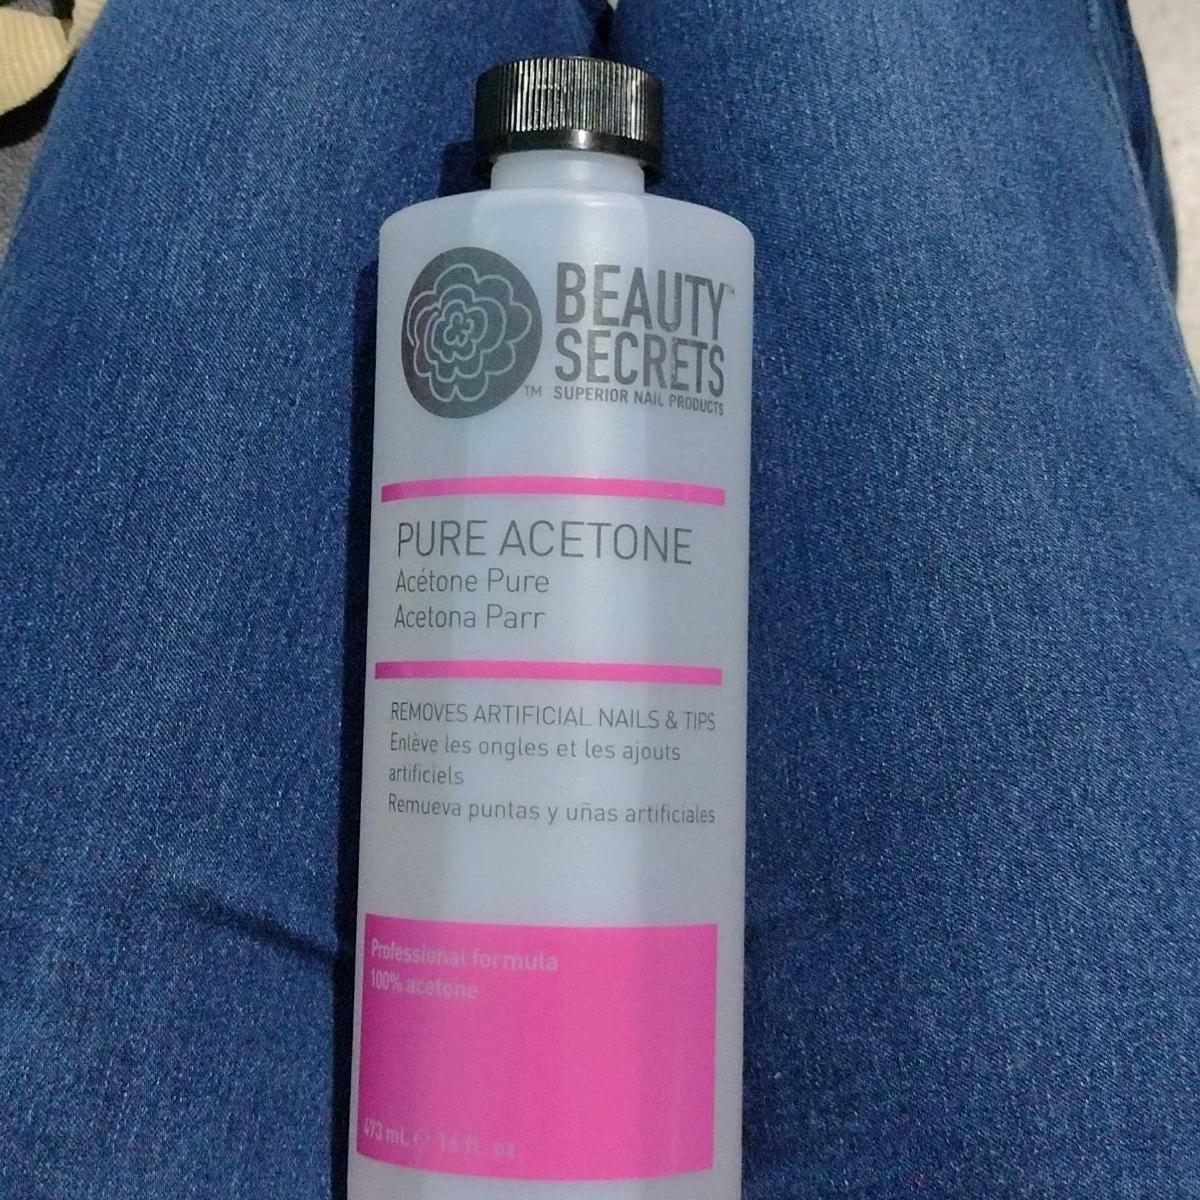 BEAUTY™
SECRETS
™ SUPERIOR NAIL PRODUCTS
PURE ACETONE
Acétone Pure
Acetona Parr
REMOVES ARTIFICIAL NAILS & TIPS
Enlève les ongles et les ajouts
artificiels
Remueva puntas y uñas artificiales
Professional formula
100% acetone
493 mL ℮ 16 fl. oz.